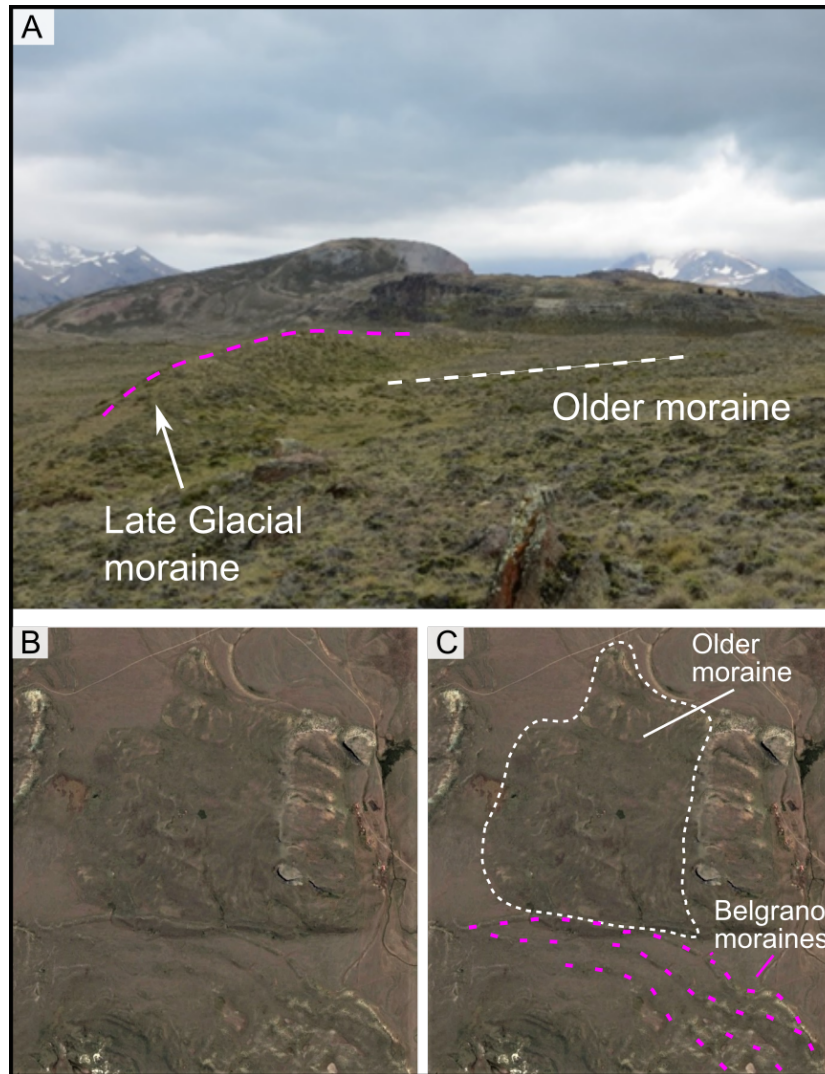 A
Older moraine
Late Glacial
moraine
B
C
Older
moraine
Belgrano
moraines